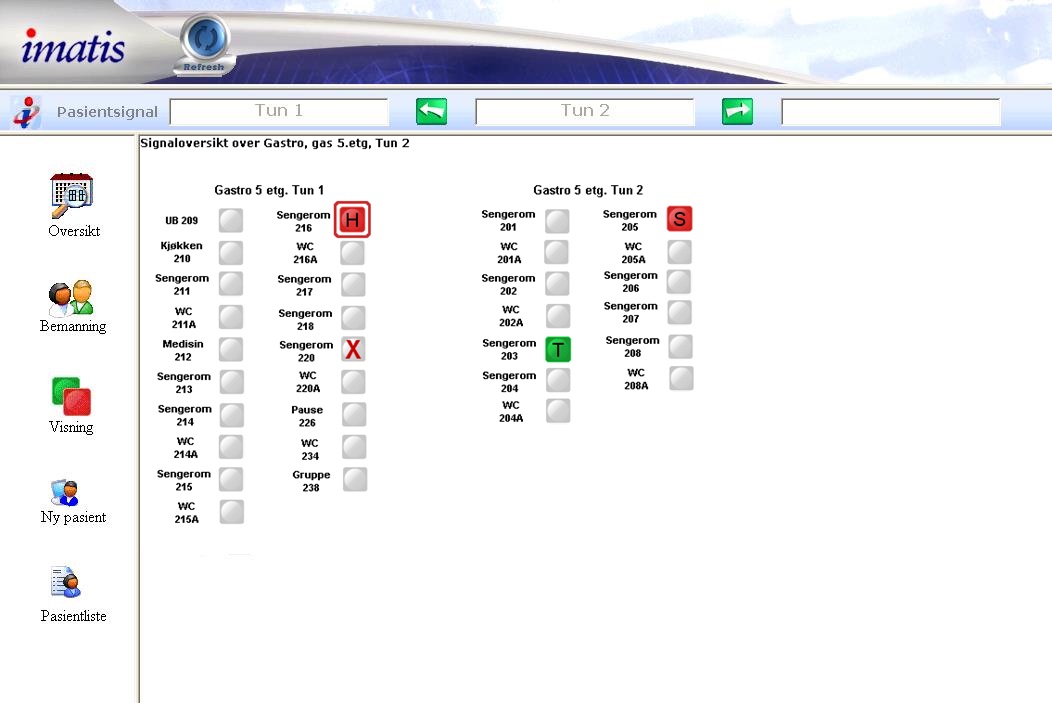 imatis
Refresh
Pasientsignal
Tun 1
Tun 2
Signaloversikt over Gastro, gas 5.etg, Tun 2
Oversikt
Bemanning
Visning
Ny pasient
Pasientliste
Gastro 5 etg. Tun 1
UB 209
Kjøkken
210
Sengerom
211
WC
211A
Medisin
212
Sengerom
213
Sengerom
214
WC
214A
Sengerom
215
WC
215A
Sengerom
216
H
WC
216A
Sengerom
217
Sengerom
218
Sengerom
220
X
WC
220A
Pause
226
WC
234
Gruppe
238
Gastro 5 etg. Tun 2
Sengerom
201
WC
201A
Sengerom
202
WC
202A
Sengerom
203
T
Sengerom
204
WC
204A
Sengerom
205
S
WC
205A
Sengerom
206
Sengerom
207
Sengerom
208
WC
208A